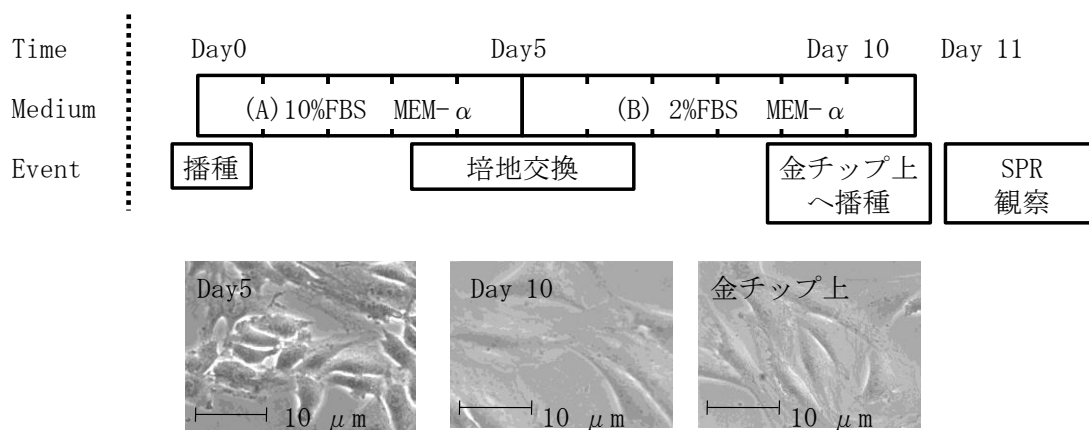 Time Day0 Day5 Day 10 Day 11
Medium (A)10%FBS MEM-α (B) 2%FBS MEM-α
Event 播種 培地交換 金チップ上
へ播種 SPR
観察
Day5 Day 10 金チップ上
10 μm 10 μm 10 μm